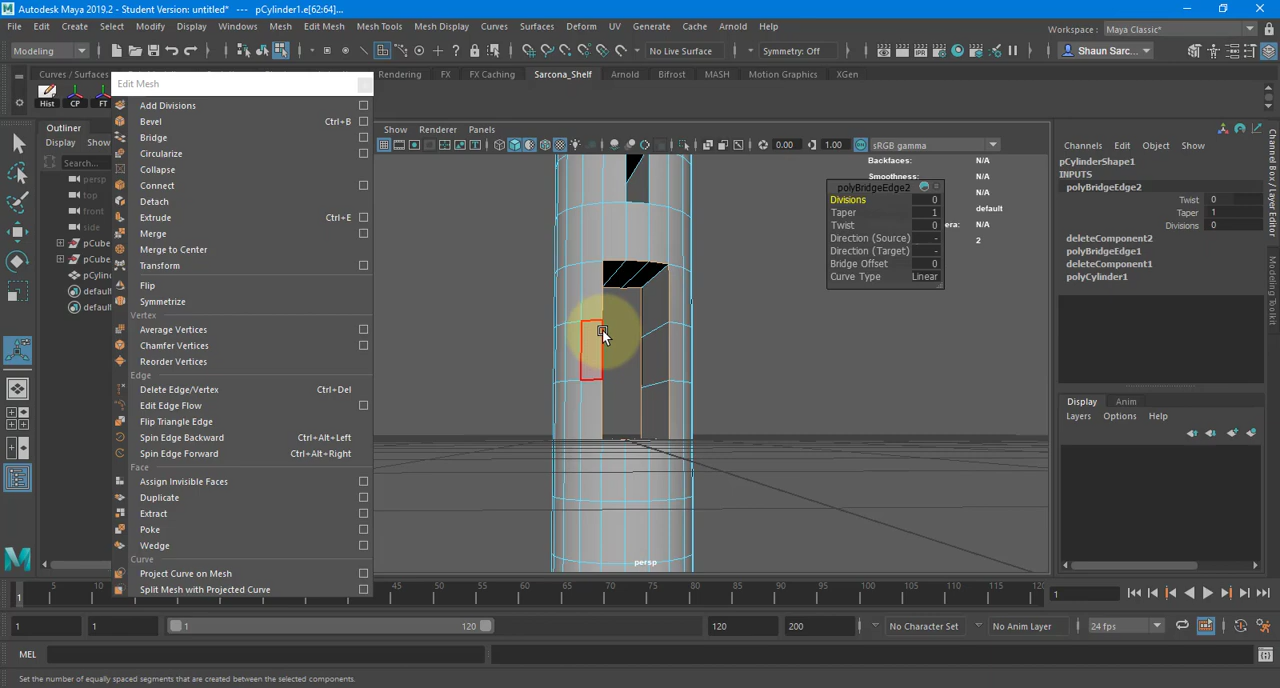 Autodesk Maya 2019.2 - Student Version: untitled*   ---   pCylinder1.e[62:64]...
File Edit Create Select Modify Display Windows Mesh Edit Mesh Mesh Tools Mesh Display Curves Surfaces Deform UV Generate Cache Arnold Help Workspace: Maya Classic*
Modeling No Live Surface Symmetry: Off Shaun Sarc...
Curves / Surfaces Rendering FX FX Caching Sarcona_Shelf Arnold Bifrost MASH Motion Graphics XGen
Hist CP FT
Edit Mesh
Add Divisions
Bevel Ctrl+B
Bridge
Circularize
Collapse
Connect
Detach
Extrude Ctrl+E
Merge
Merge to Center
Transform
Flip
Symmetrize
Vertex
Average Vertices
Chamfer Vertices
Reorder Vertices
Edge
Delete Edge/Vertex Ctrl+Del
Edit Edge Flow
Flip Triangle Edge
Spin Edge Backward Ctrl+Alt+Left
Spin Edge Forward Ctrl+Alt+Right
Face
Assign Invisible Faces
Duplicate
Extract
Poke
Wedge
Curve
Project Curve on Mesh
Split Mesh with Projected Curve
Outliner
Display Show
Search...
persp
top
front
side
pCube
pCube
pCylin
default
default
Show Renderer Panels
0.00 1.00 sRGB gamma
Backfaces: N/A
Smoothness: N/A
N/A
default
era: N/A
2
polyBridgeEdge2
Divisions 0
Taper 1
Twist 0
Direction (Source) -
Direction (Target) -
Bridge Offset 0
Curve Type Linear
persp
Channels Edit Object Show
pCylinderShape1
INPUTS
polyBridgeEdge2
Twist 0
Taper 1
Divisions 0
deleteComponent2
polyBridgeEdge1
deleteComponent1
polyCylinder1
Channel Box / Layer Editor
Modeling Toolkit
Display Anim
Layers Options Help
1 5 10 45 50 55 60 65 70 75 80 85 90 95 100 105 110 115 120 1
1 1 1 120 120 200 No Character Set No Anim Layer 24 fps
MEL
Set the number of equally spaced segments that are created between the selected components.